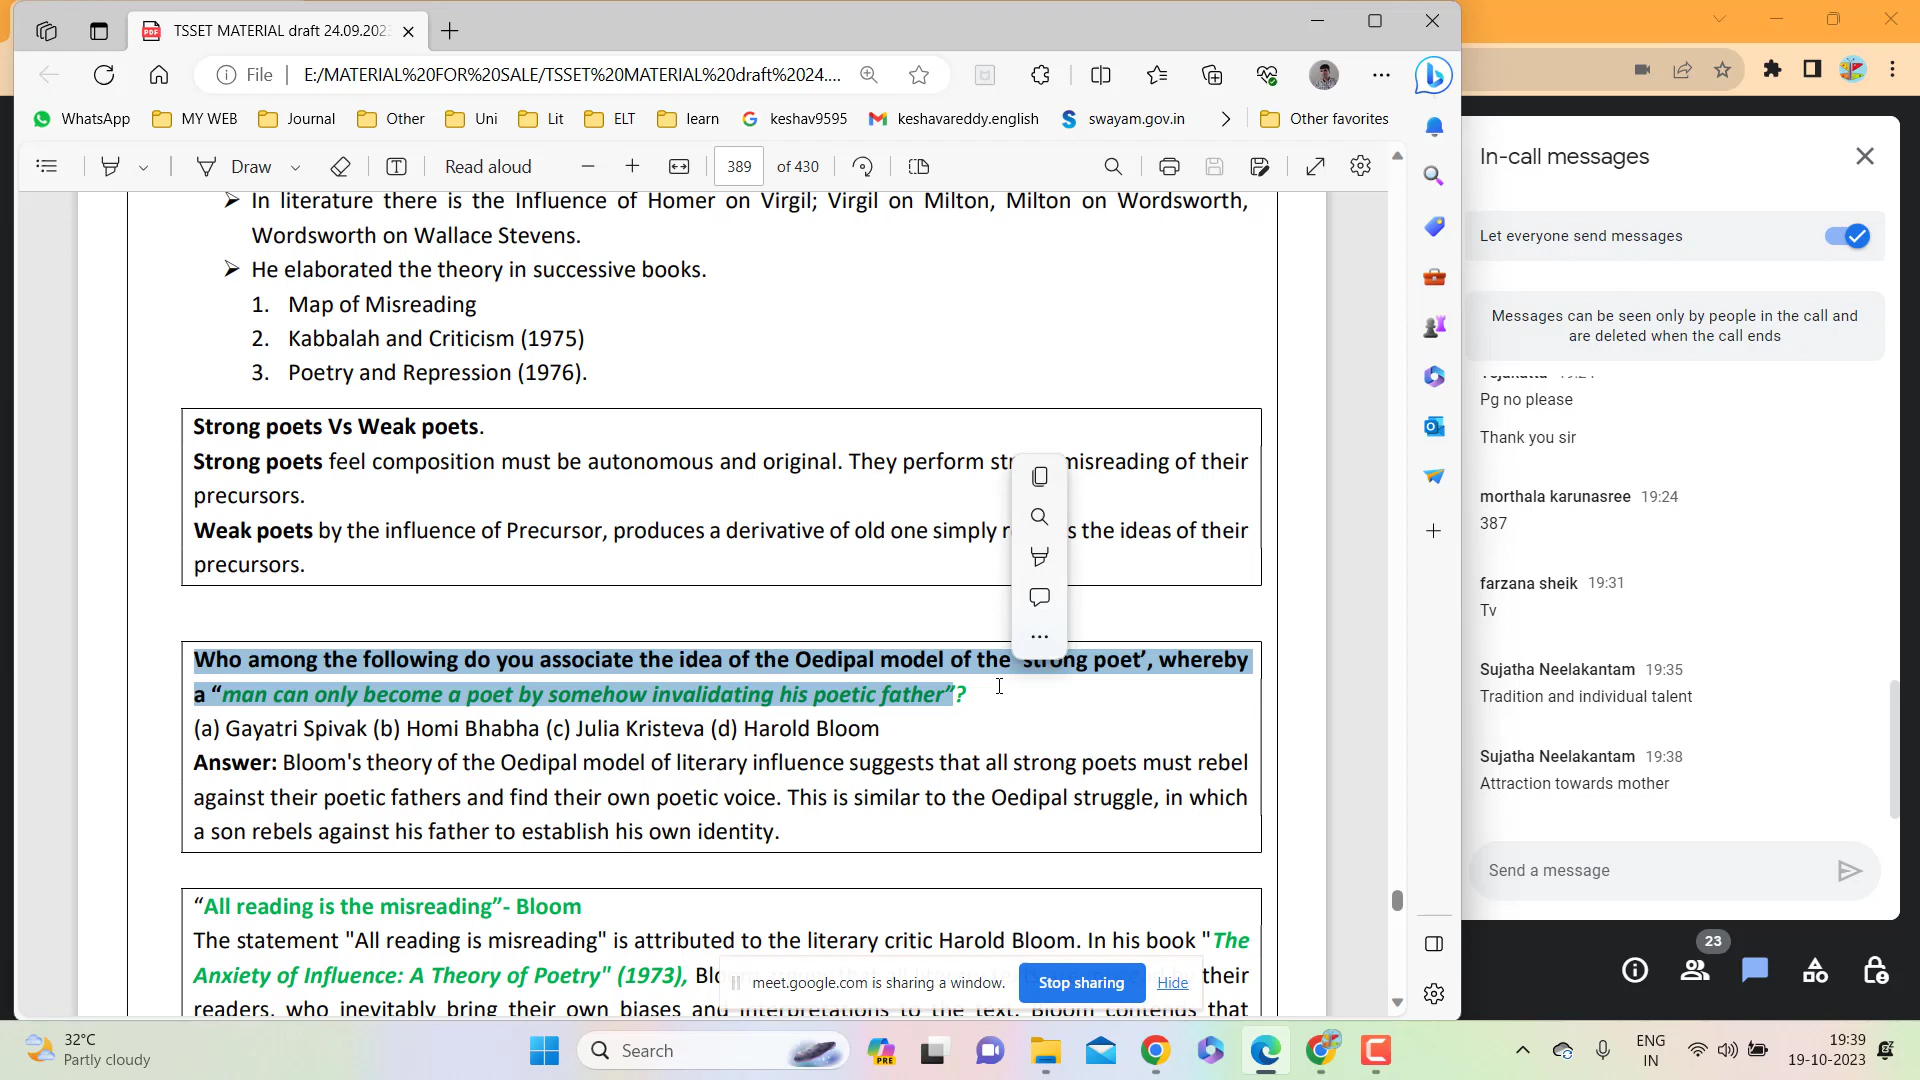 TSSET MATERIAL draft 24.09.202
File
E:/MATERIAL%20FOR%20SALE/TSSET%20MATERIAL%20draft%2024....
WhatsApp
MY WEB
Journal
Other
Uni
Lit
ELT
learn
keshav9595
keshavareddy.english
swayam.gov.in
Other favorites
Draw
Read aloud
389 of 430
➢ In literature there is the Influence of Homer on Virgil; Virgil on Milton, Milton on Wordsworth,
Wordsworth on Wallace Stevens.
➢ He elaborated the theory in successive books.
1. Map of Misreading
2. Kabbalah and Criticism (1975)
3. Poetry and Repression (1976).
Strong poets Vs Weak poets.
Strong poets feel composition must be autonomous and original. They perform misreading of their
precursors.
Weak poets by the influence of Precursor, produces a derivative of old one simply the ideas of their
precursors.
Who among the following do you associate the idea of the Oedipal model of the 'strong poet', whereby
a “man can only become a poet by somehow invalidating his poetic father”?
(a) Gayatri Spivak (b) Homi Bhabha (c) Julia Kristeva (d) Harold Bloom
Answer: Bloom's theory of the Oedipal model of literary influence suggests that all strong poets must rebel
against their poetic fathers and find their own poetic voice. This is similar to the Oedipal struggle, in which
a son rebels against his father to establish his own identity.
“All reading is the misreading”- Bloom
The statement "All reading is misreading" is attributed to the literary critic Harold Bloom. In his book "The
Anxiety of Influence: A Theory of Poetry" (1973), their
readers, who inevitably bring their own biases and interpretations to the text. Bloom contends that
meet.google.com is sharing a window.
Stop sharing
Hide
In-call messages
Let everyone send messages
Messages can be seen only by people in the call and
are deleted when the call ends
Pg no please
Thank you sir
morthala karunasree 19:24
387
farzana sheik 19:31
Tv
Sujatha Neelakantam 19:35
Tradition and individual talent
Sujatha Neelakantam 19:38
Attraction towards mother
Send a message
23
32°C
Partly cloudy
Search
PRE
ENG
IN
19:39
19-10-2023